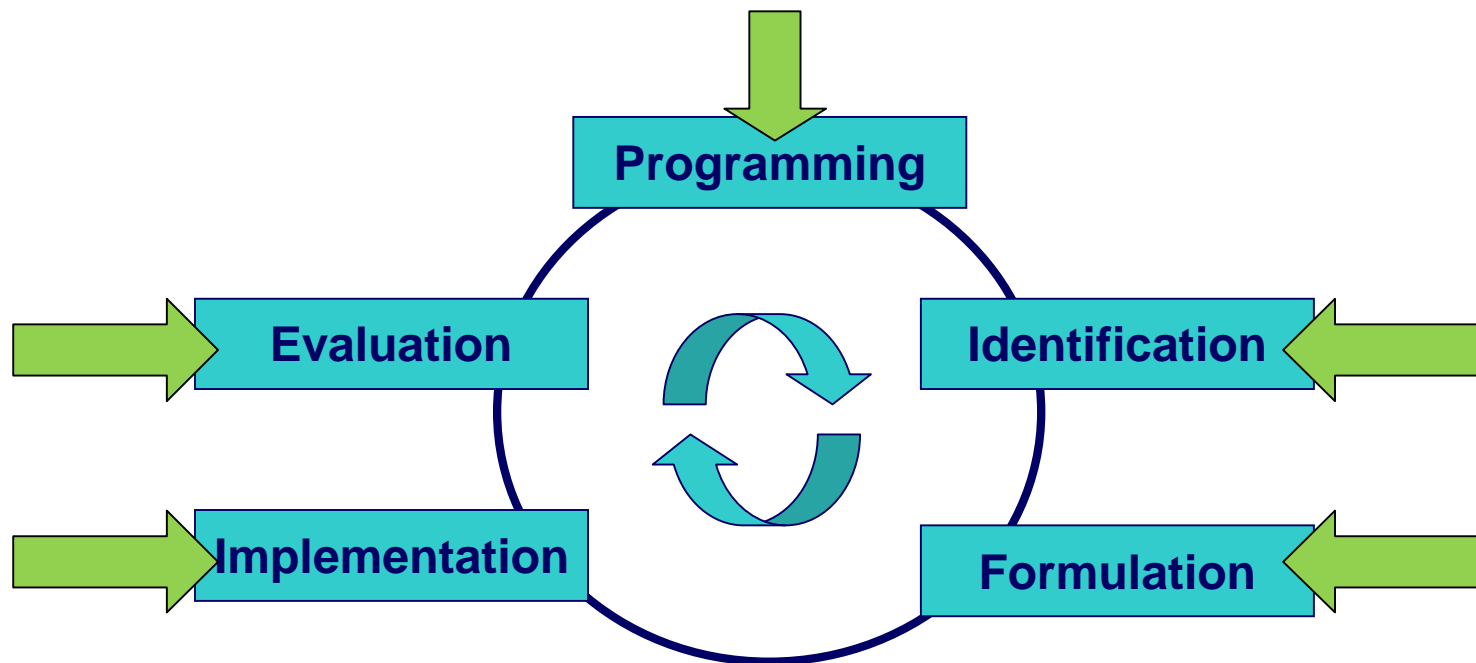 Programming
Evaluation
Identification
Implementation
Formulation